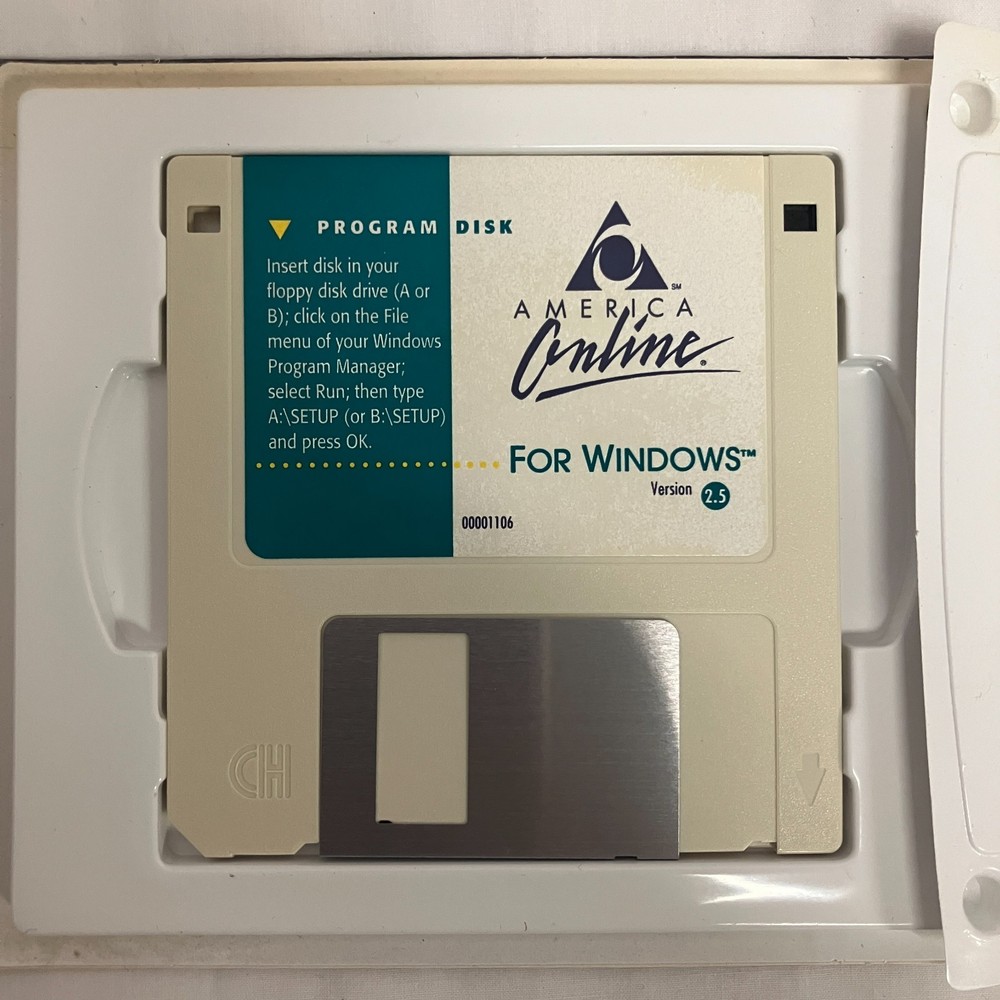 PROGRAM DISK
Insert disk in your
floppy disk drive (A or
B); click on the File
menu of your Windows
Program Manager;
select Run; then type
A:\SETUP (or B:\SETUP)
and press OK.
SM
AMERICA
Online®
FOR WINDOWS™
Version 2.5
00001106
CH